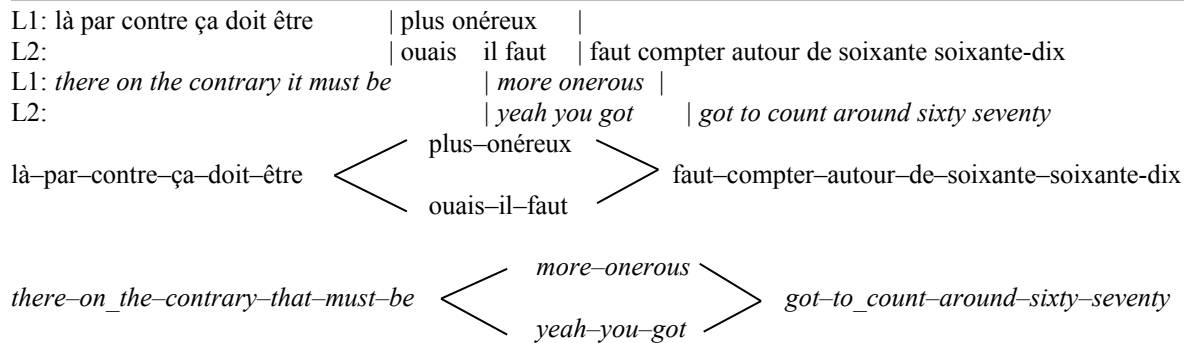 L1: là par contre ça doit être | plus onéreux |
L2: | ouais il faut | faut compter autour de soixante soixante-dix
L1: there on the contrary it must be | more onerous |
L2: | yeah you got | got to count around sixty seventy
plus–onéreux
là–par–contre–ça–doit–être faut–compter–autour–de–soixante–soixante-dix
ouais–il–faut
more–onerous
there–on_the–contrary–that–must–be got–to_count–around–sixty–seventy
yeah–you–got